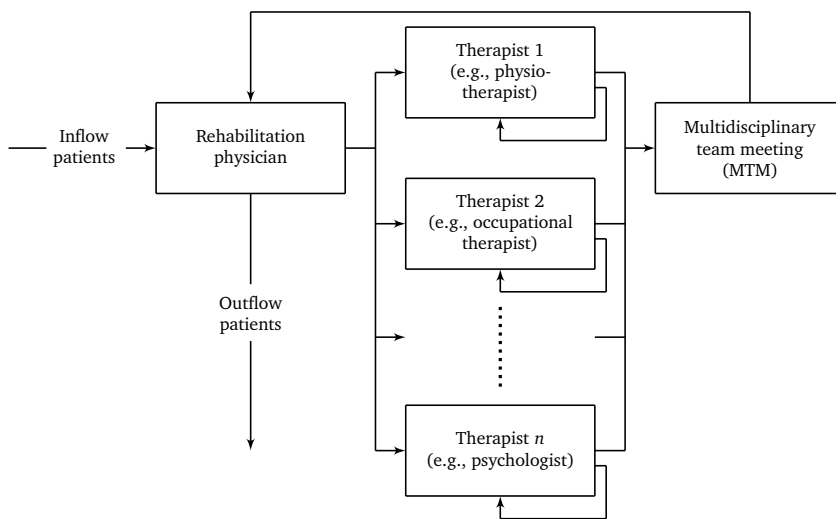 Inflow
patients
Rehabilitation
physician
Outflow
patients
Therapist 1
(e.g., physio-
therapist)
Therapist 2
(e.g., occupational
therapist)
Therapist n
(e.g., psychologist)
Multidisciplinary
team meeting
(MTM)